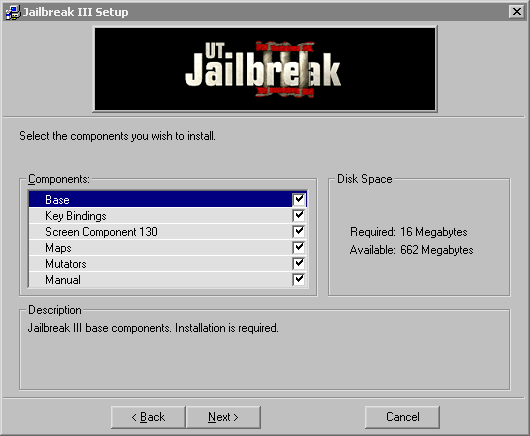 Jailbreak III Setup
UT
Jailbreak
III
Select the components you wish to install.
Components:
Base
Key Bindings
Screen Component 130
Maps
Mutators
Manual
Disk Space
Required: 16 Megabytes
Available: 662 Megabytes
Description
Jailbreak III base components. Installation is required.
< Back
Next >
Cancel